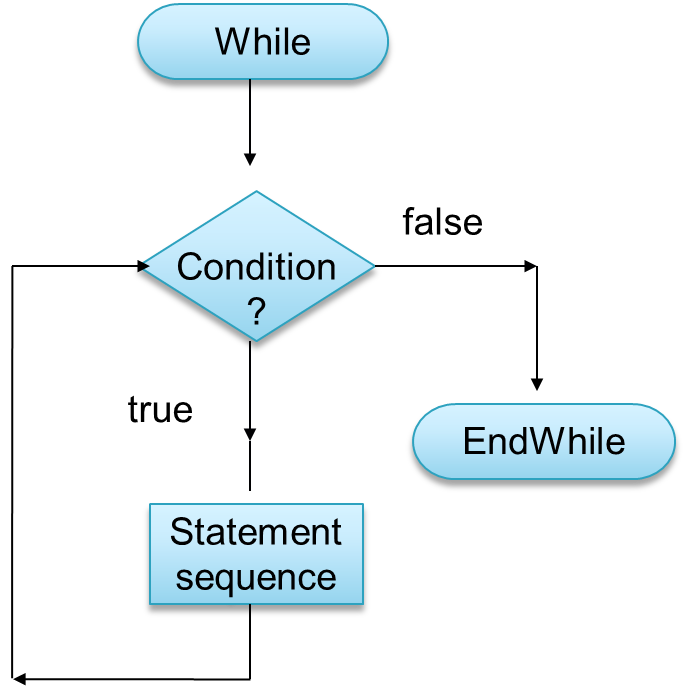 While
false
Condition
?
true
EndWhile
Statement
sequence